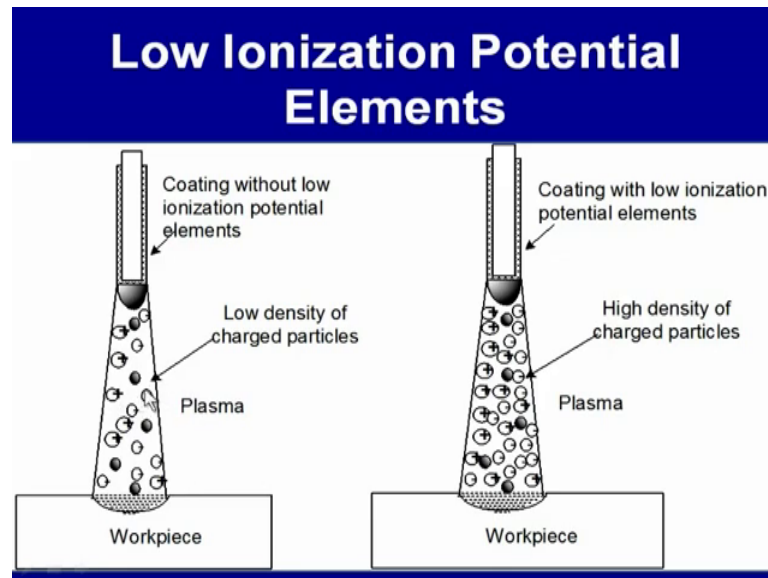 Low Ionization Potential
Elements
Coating without low
ionization potential
elements
Low density of
charged particles
Plasma
Workpiece
Coating with low ionization
potential elements
High density of
charged particles
Plasma
Workpiece